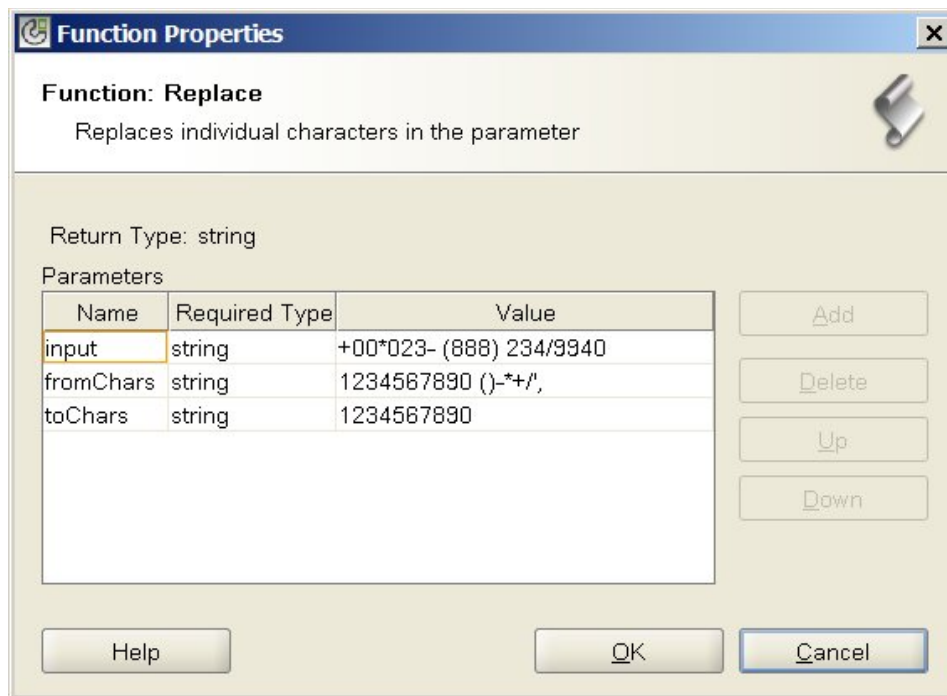 Function Properties
Function: Replace
Replaces individual characters in the parameter
Return Type: string
Parameters
Name Required Type Value
input string +00*023- (888) 234/9940
fromChars string 1234567890 ()-*+/',
toChars string 1234567890
Add
Delete
Up
Down
Help OK Cancel